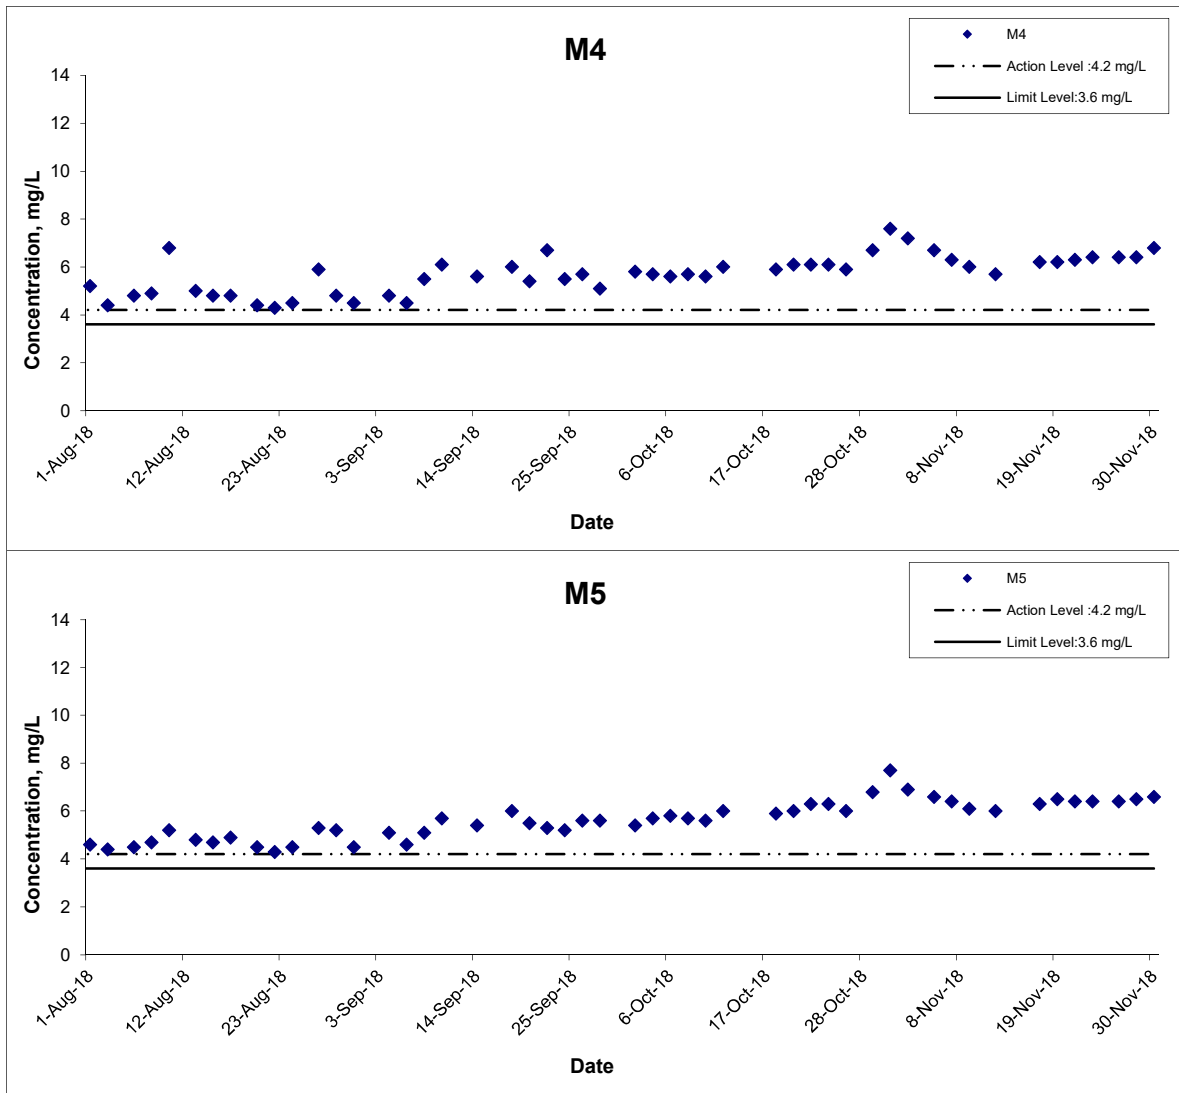 M4
M4
Action Level :4.2 mg/L
Limit Level:3.6 mg/L
14
12
10
8
6
4
2
0
Concentration, mg/L
1-Aug-18
12-Aug-18
23-Aug-18
3-Sep-18
14-Sep-18
25-Sep-18
6-Oct-18
17-Oct-18
28-Oct-18
8-Nov-18
19-Nov-18
30-Nov-18
Date
M5
M5
Action Level :4.2 mg/L
Limit Level:3.6 mg/L
14
12
10
8
6
4
2
0
Concentration, mg/L
1-Aug-18
12-Aug-18
23-Aug-18
3-Sep-18
14-Sep-18
25-Sep-18
6-Oct-18
17-Oct-18
28-Oct-18
8-Nov-18
19-Nov-18
30-Nov-18
Date